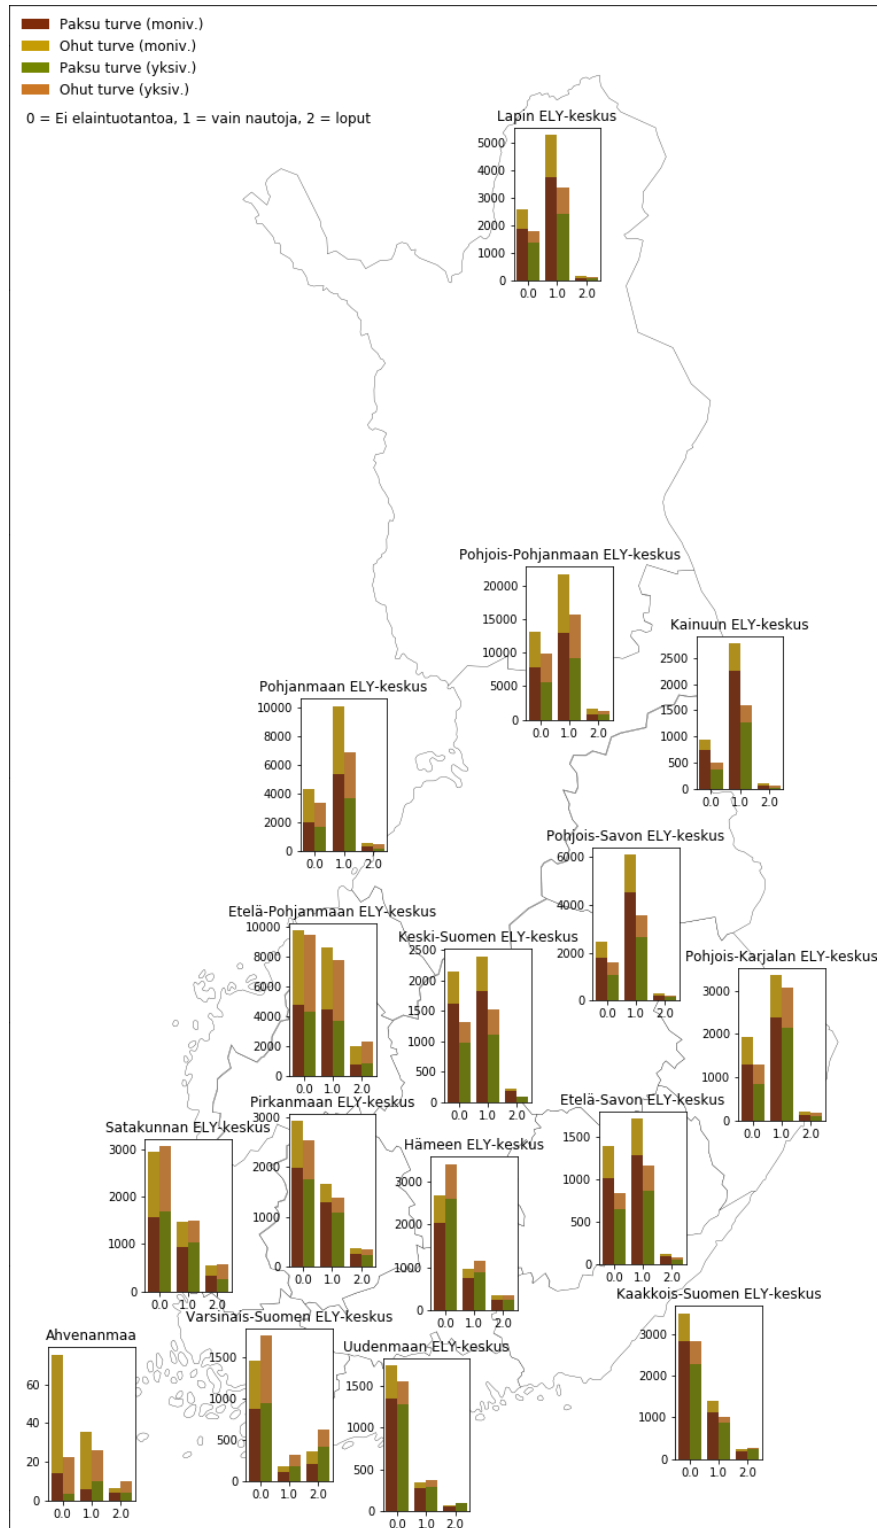 Paksu turve (moniv.)
Ohut turve (moniv.)
Paksu turve (yksiv.)
Ohut turve (yksiv.)
0 = Ei elaintuotantoa, 1 = vain nautoja, 2 = loput
Lapin ELY-keskus
5000
4000
3000
2000
1000
0
0.0 1.0 2.0
Pohjois-Pohjanmaan ELY-keskus
20000
15000
10000
5000
0
0.0 1.0 2.0
Kainuun ELY-keskus
2500
2000
1500
1000
500
0
0.0 1.0 2.0
Pohjanmaan ELY-keskus
10000
8000
6000
4000
2000
0
0.0 1.0 2.0
Pohjois-Savon ELY-keskus
6000
4000
2000
0
0.0 1.0 2.0
Etelä-Pohjanmaan ELY-keskus
10000
8000
6000
4000
2000
0
0.0 1.0 2.0
Keski-Suomen ELY-keskus
2500
2000
1500
1000
500
0
0.0 1.0 2.0
Pohjois-Karjalan ELY-keskus
3000
2000
1000
0
0.0 1.0 2.0
Pirkanmaan ELY-keskus
3000
2000
1000
0
0.0 1.0 2.0
Etelä-Savon ELY-keskus
1500
1000
500
0
0.0 1.0 2.0
Satakunnan ELY-keskus
3000
2000
1000
0
0.0 1.0 2.0
Hämeen ELY-keskus
3000
2000
1000
0
0.0 1.0 2.0
Kaakkois-Suomen ELY-keskus
3000
2000
1000
0
0.0 1.0 2.0
Varsinais-Suomen ELY-keskus
1500
1000
500
0
0.0 1.0 2.0
Ahvenanmaa
60
40
20
0
0.0 1.0 2.0
Uudenmaan ELY-keskus
1500
1000
500
0
0.0 1.0 2.0